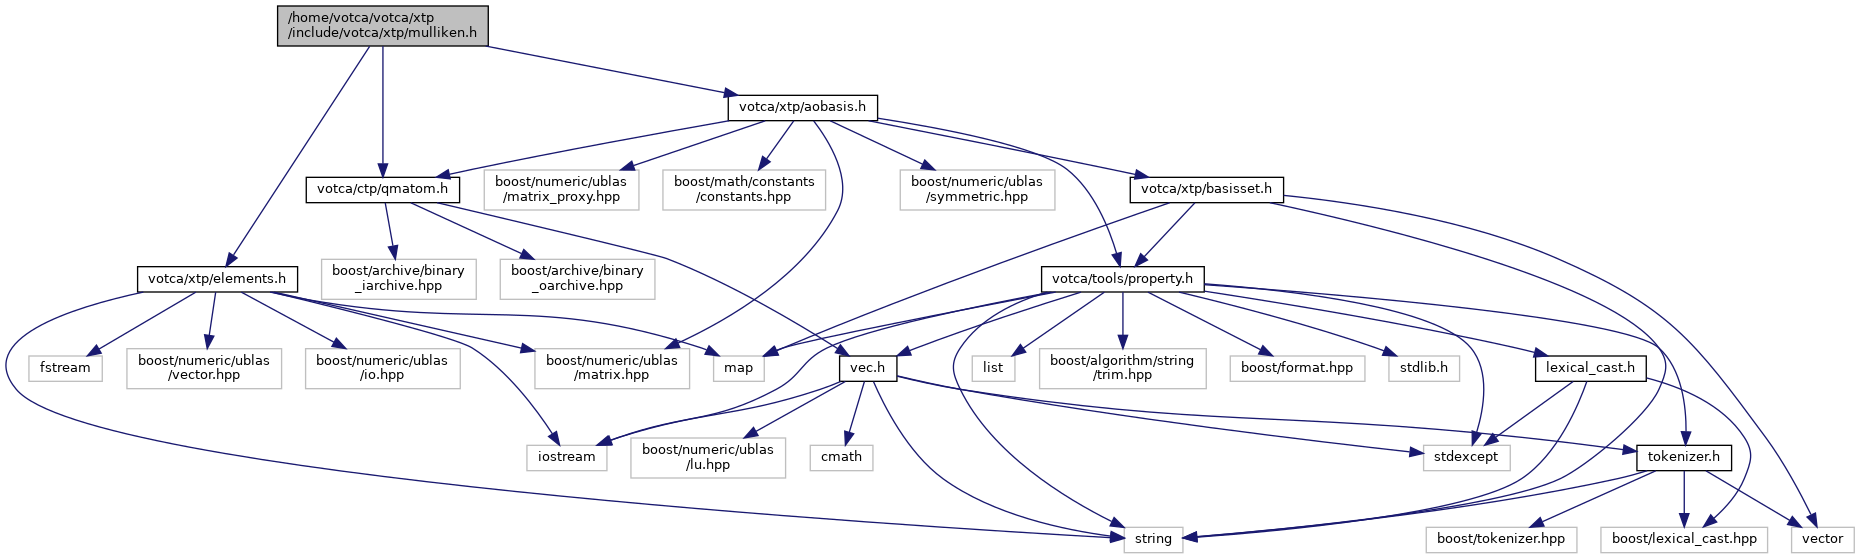 /home/votca/votca/xtp
/include/votca/xtp/mulliken.h
votca/xtp/aobasis.h
votca/ctp/qmatom.h
boost/numeric/ublas
/matrix_proxy.hpp
boost/math/constants
/constants.hpp
boost/numeric/ublas
/symmetric.hpp
votca/xtp/basisset.h
votca/xtp/elements.h
boost/archive/binary
_iarchive.hpp
boost/archive/binary
_oarchive.hpp
votca/tools/property.h
fstream
boost/numeric/ublas
/vector.hpp
boost/numeric/ublas
/io.hpp
boost/numeric/ublas
/matrix.hpp
map
vec.h
list
boost/algorithm/string
/trim.hpp
boost/format.hpp
stdlib.h
lexical_cast.h
iostream
boost/numeric/ublas
/lu.hpp
cmath
stdexcept
tokenizer.h
string
boost/tokenizer.hpp
boost/lexical_cast.hpp
vector